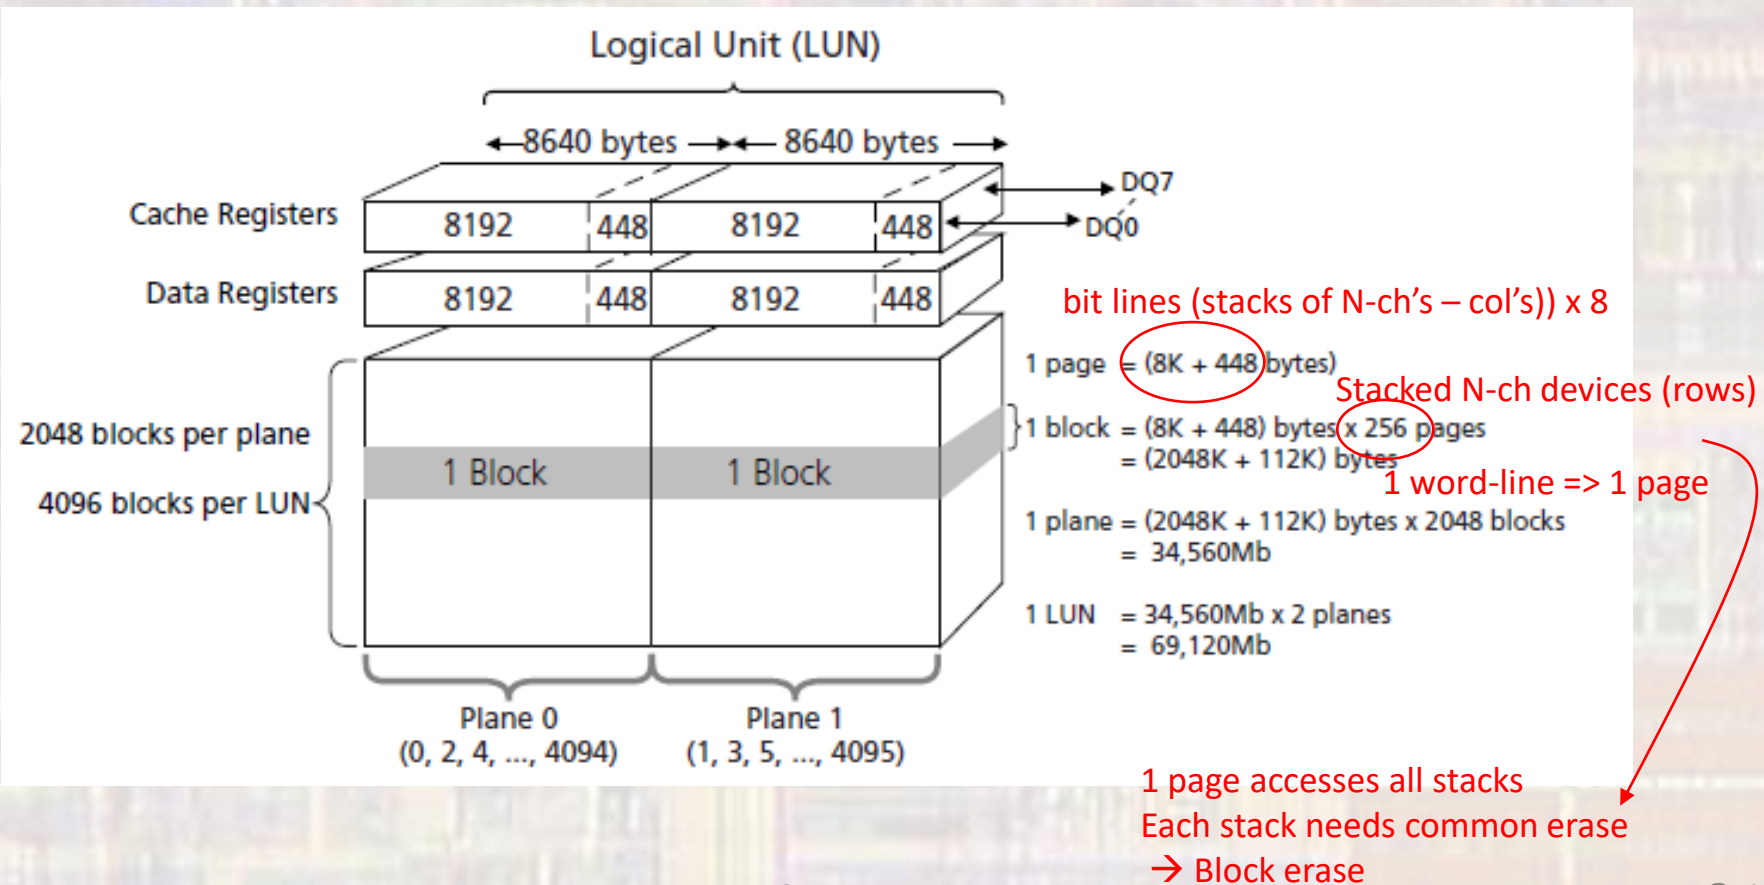 Logical Unit (LUN)
8640 bytes 8640 bytes
DQ7
DQ0
Cache Registers 8192 448 8192 448
Data Registers 8192 448 8192 448
bit lines (stacks of N-ch's – col's)) x 8
1 page = (8K + 448 bytes)
Stacked N-ch devices (rows)
1 block = (8K + 448) bytes x 256 pages
= (2048K + 112K) bytes
1 word-line => 1 page
2048 blocks per plane
1 Block 1 Block
4096 blocks per LUN
1 plane = (2048K + 112K) bytes x 2048 blocks
= 34,560Mb
1 LUN = 34,560Mb x 2 planes
= 69,120Mb
Plane 0 Plane 1
(0, 2, 4, ..., 4094) (1, 3, 5, ..., 4095)
1 page accesses all stacks
Each stack needs common erase
→ Block erase